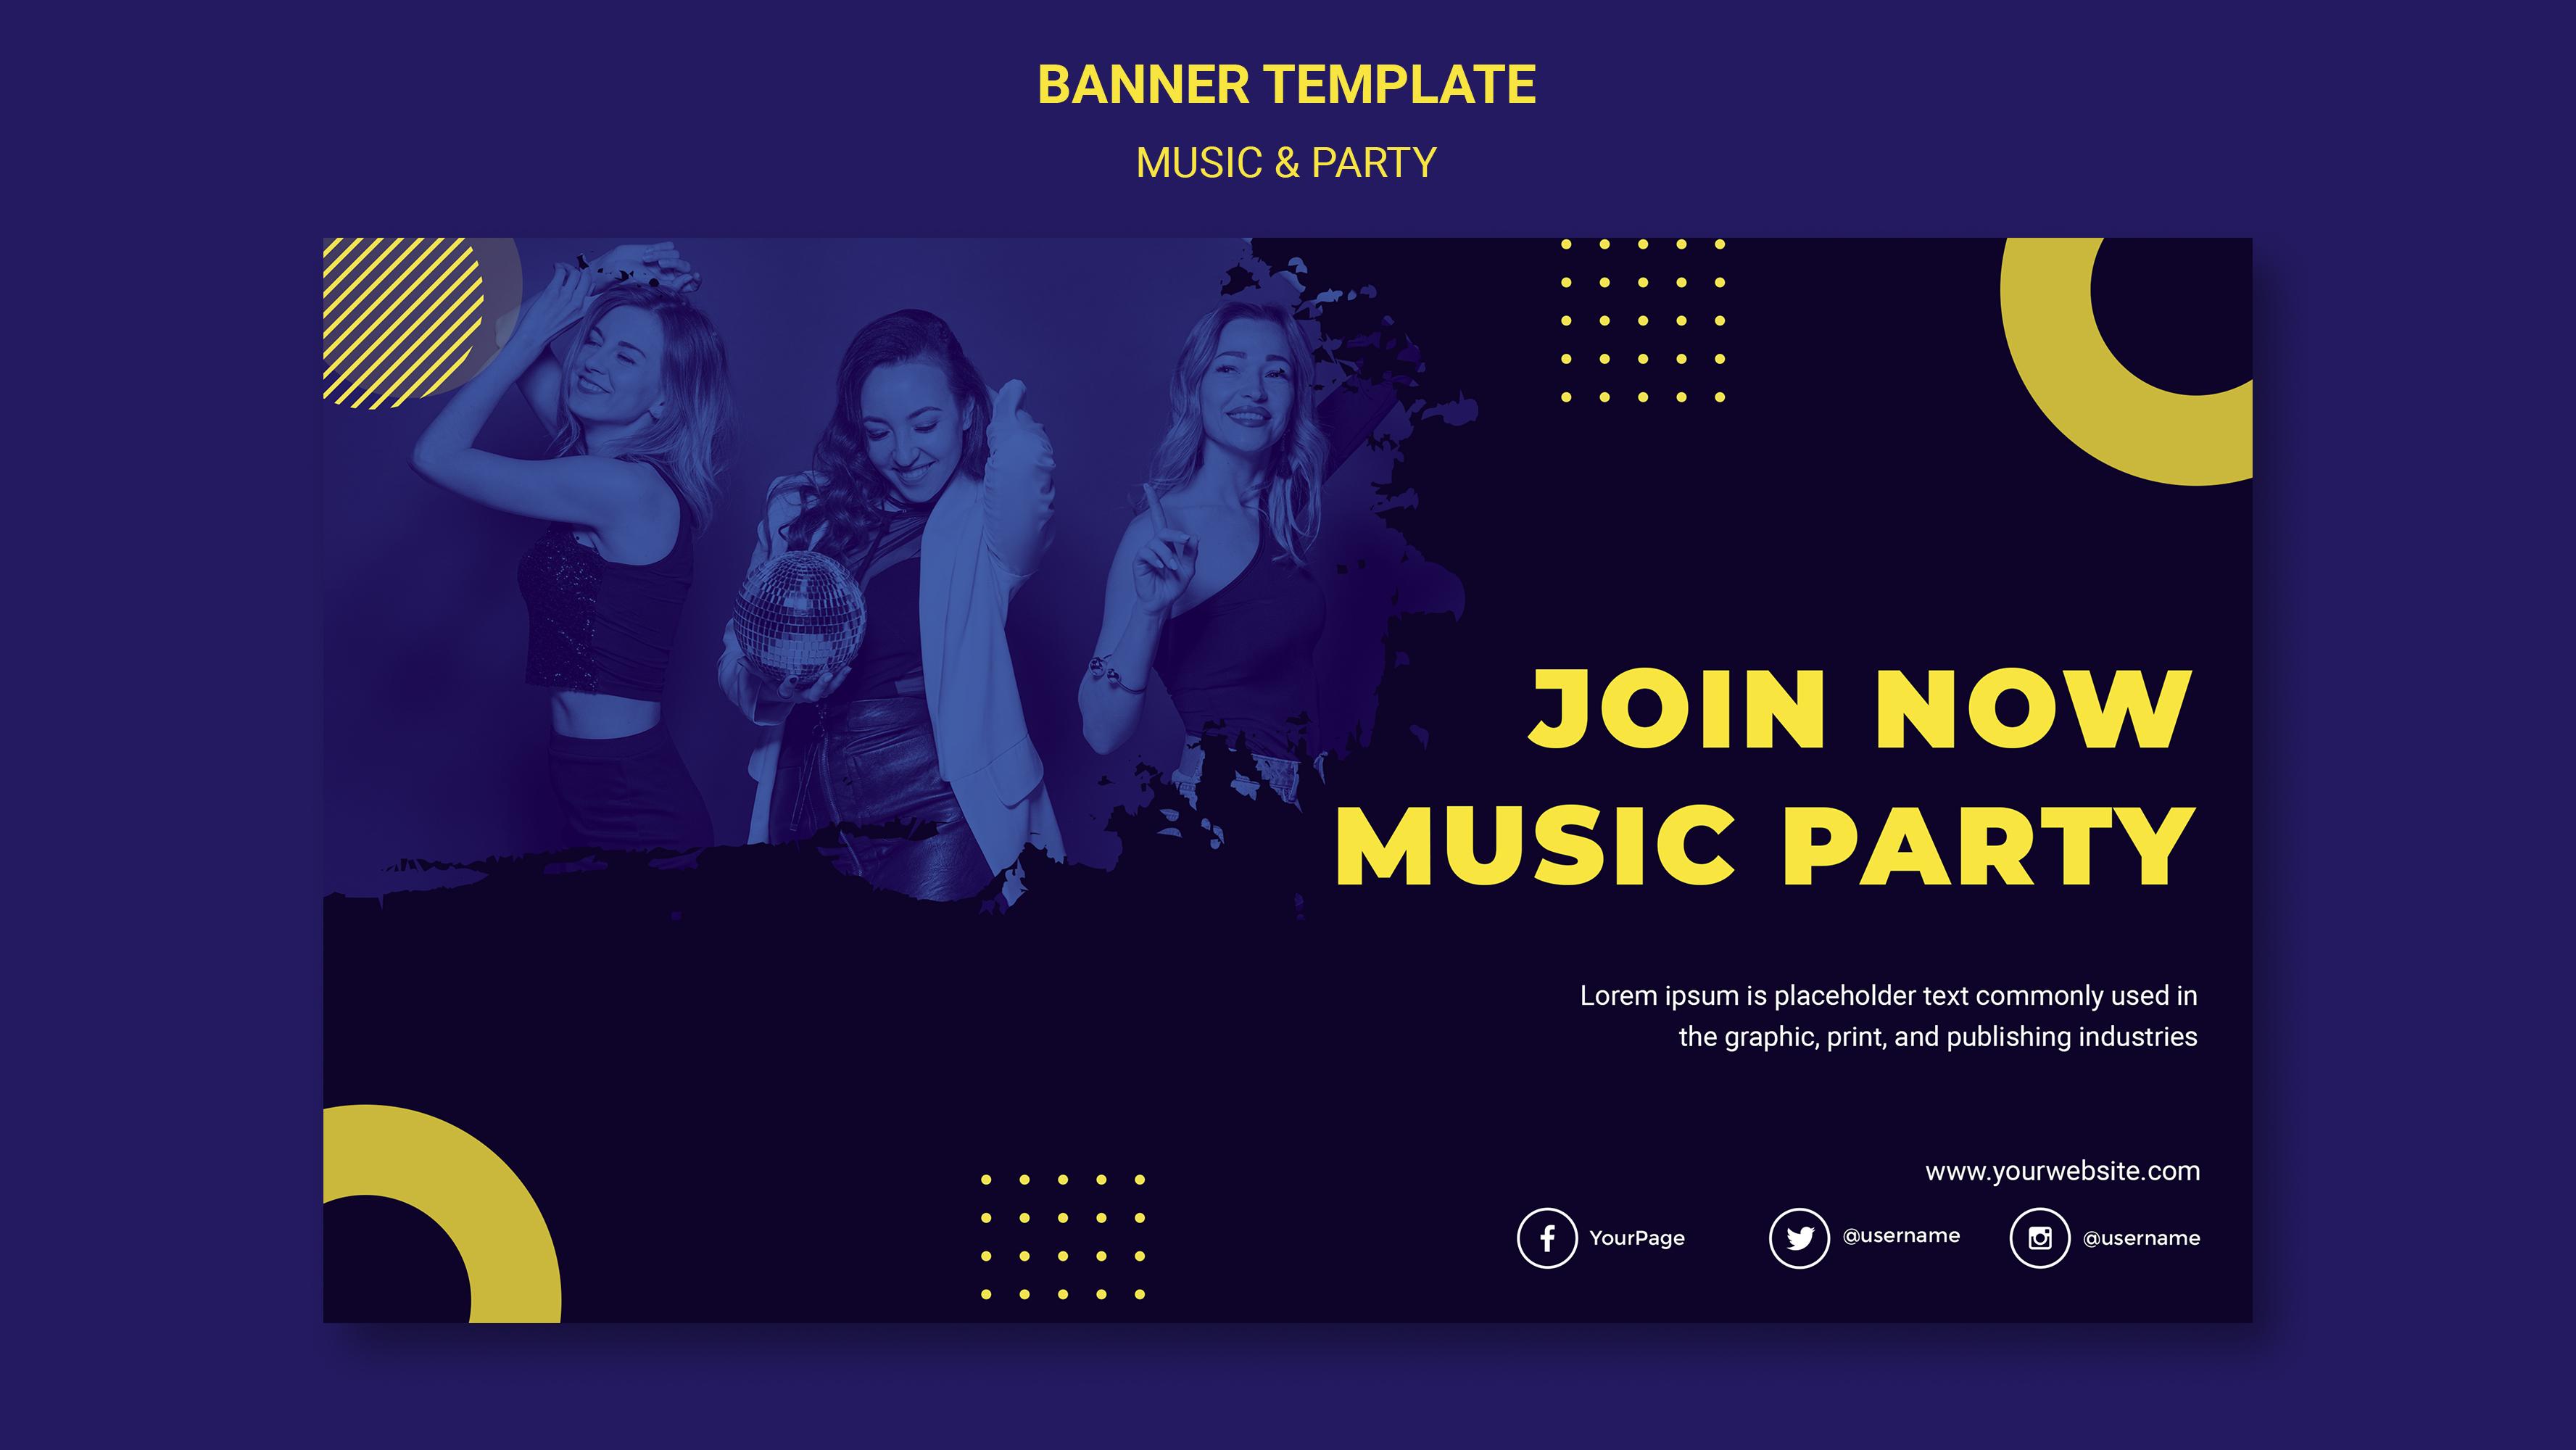 BANNER TEMPLATE
MUSIC & PARTY
JOIN NOW
MUSIC PARTY
Lorem ipsum is placeholder text commonly used in
the graphic, print, and publishing industries
www.yourwebsite.com
YourPage @username @username